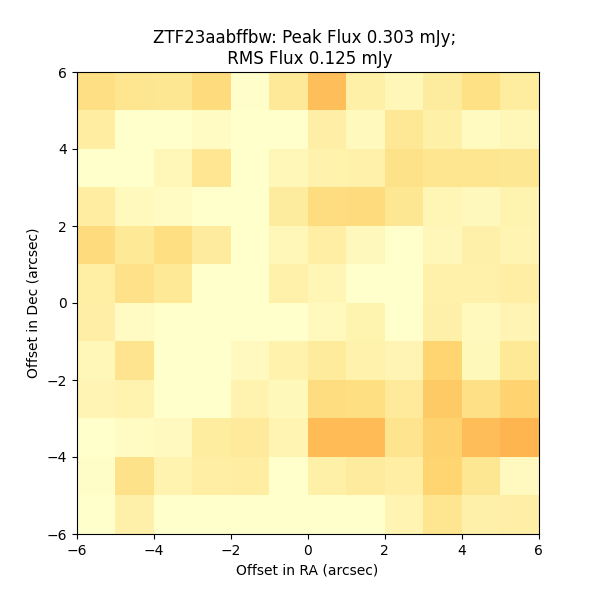 ZTF23aabffbw: Peak Flux 0.303 mJy;
RMS Flux 0.125 mJy
6
4
2
0
−2
−4
−6
Offset in Dec (arcsec)
−6 −4 −2 0 2 4 6
Offset in RA (arcsec)